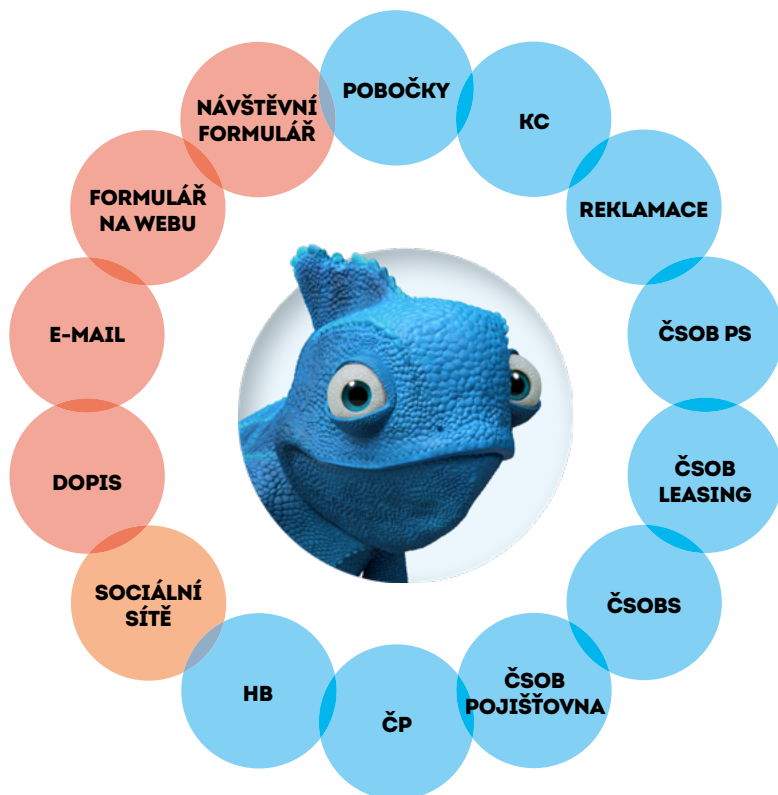 POBOČKY
KC
REKLAMACE
ČSOB PS
ČSOB
LEASING
ČSOBS
ČSOB
POJIŠŤOVNA
ČP
HB
SOCIÁLNÍ
SÍTĚ
DOPIS
E-MAIL
FORMULÁŘ
NA WEBU
NÁVŠTĚVNÍ
FORMULÁŘ